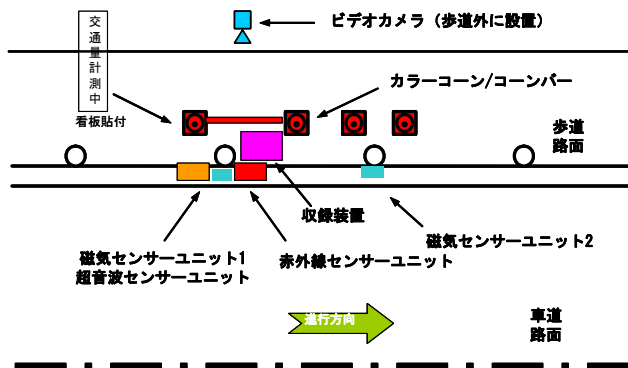 ビデオカメラ（歩道外に設置）
交通量計測中
看板貼付
カラーコーン/コーンバー
歩道
路面
収録装置
磁気センサーユニット1
超音波センサーユニット
赤外線センサーユニット
磁気センサーユニット2
進行方向
車道
路面